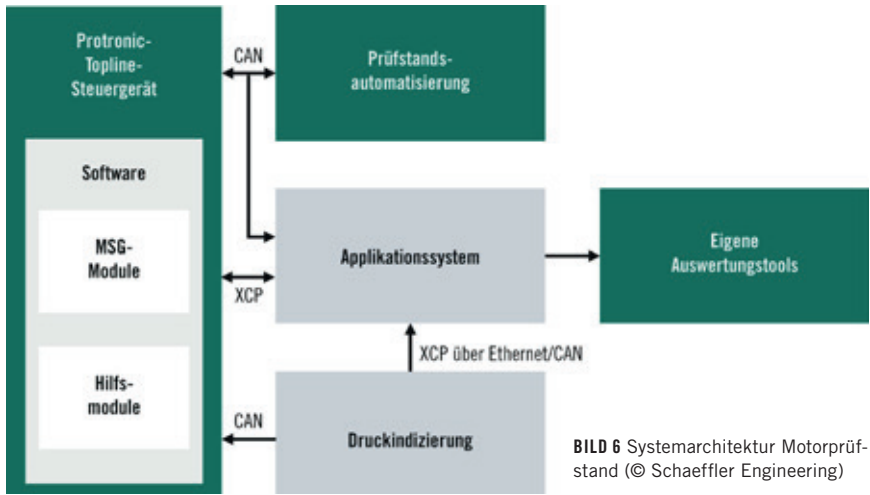 Protronic-
Topline-
Steuergerät
Software
MSG-
Module
Hilfs-
module
CAN
Prüfstands-
automatisierung
Applikationssystem
XCP
Eigene
Auswertungstools
XCP über Ethernet/CAN
CAN
Druckindizierung
BILD 6 Systemarchitektur Motorprüf-
stand (© Schaeffler Engineering)